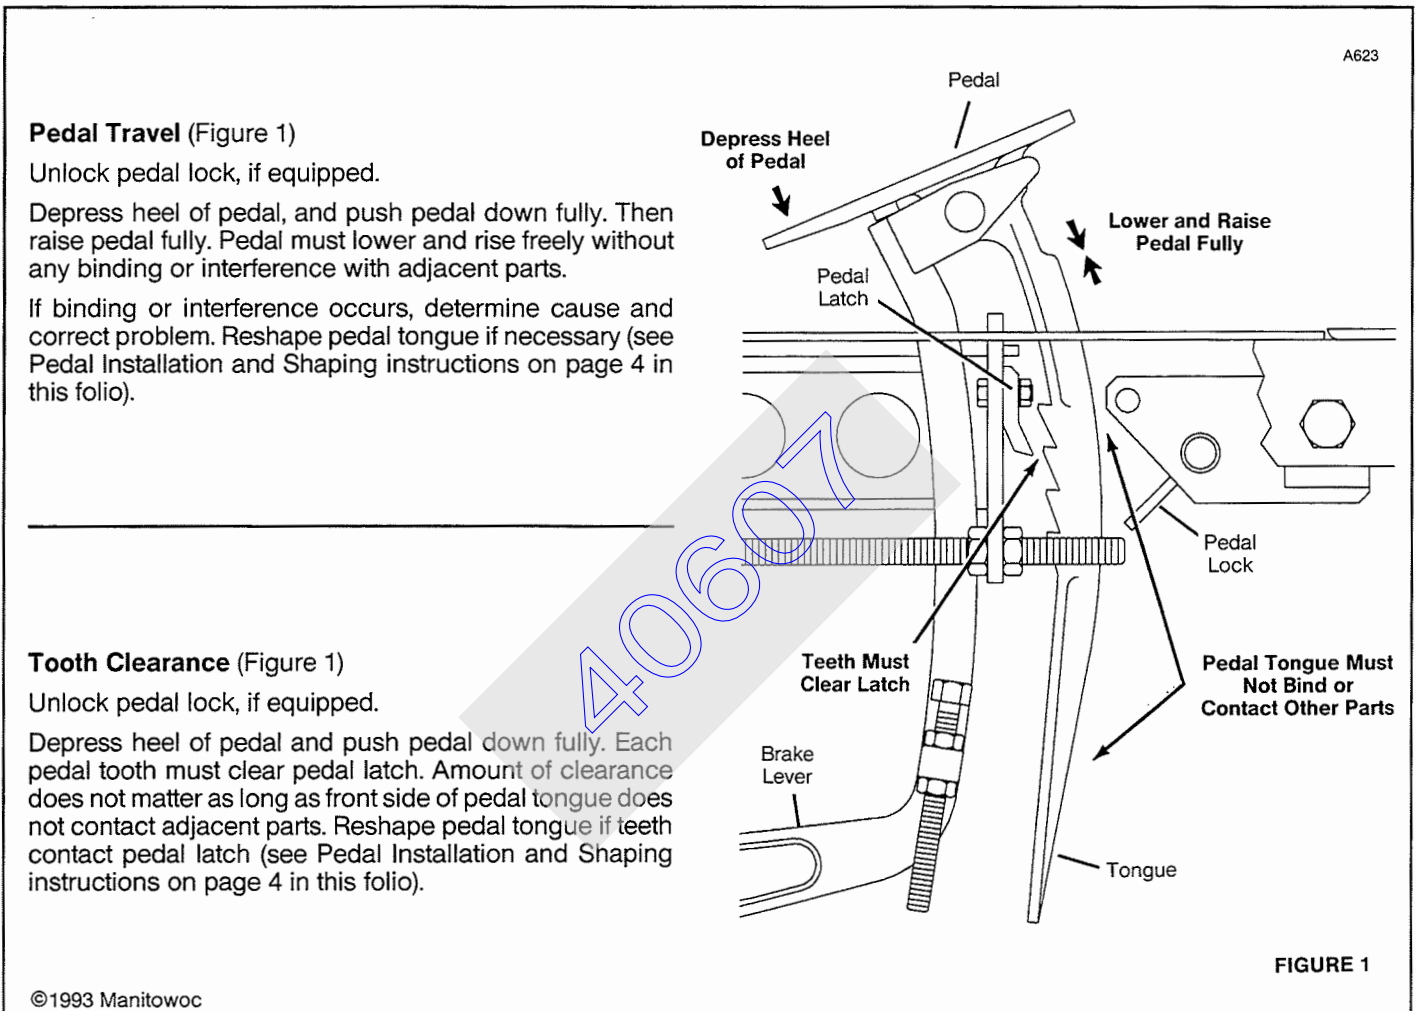 A623
Pedal Travel (Figure 1)
Unlock pedal lock, if equipped.
Depress heel of pedal, and push pedal down fully. Then
raise pedal fully. Pedal must lower and rise freely without
any binding or interference with adjacent parts.
If binding or interference occurs, determine cause and
correct problem. Reshape pedal tongue if necessary (see
Pedal Installation and Shaping instructions on page 4 in
this folio).
Tooth Clearance (Figure 1)
Unlock pedal lock, if equipped.
Depress heel of pedal and push pedal down fully. Each
pedal tooth must clear pedal latch. Amount of clearance
does not matter as long as front side of pedal tongue does
not contact adjacent parts. Reshape pedal tongue if teeth
contact pedal latch (see Pedal Installation and Shaping
instructions on page 4 in this folio).
Pedal
Depress Heel
of Pedal
Lower and Raise
Pedal Fully
Pedal
Latch
Pedal
Lock
Teeth Must
Clear Latch
Pedal Tongue Must
Not Bind or
Contact Other Parts
Brake
Lever
Tongue
40607
FIGURE 1
©1993 Manitowoc